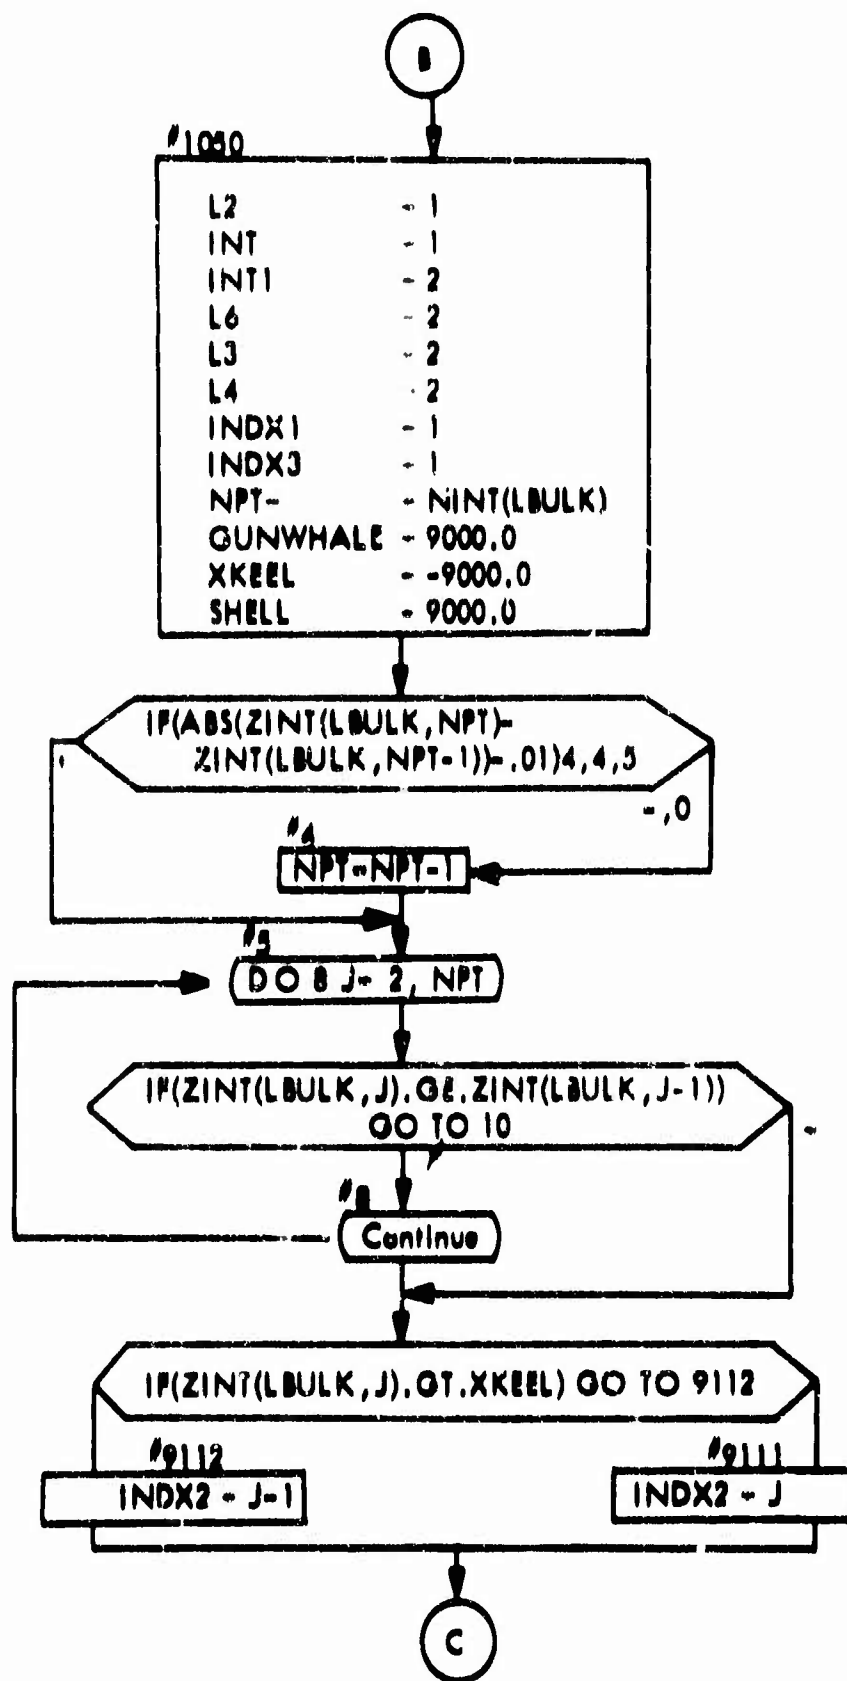 B
#1050
L2 = 1
INT = 1
INT1 = 2
L6 = 2
L3 = 2
L4 = 2
INDX1 = 1
INDX3 = 1
NPT- = NINT(LBULK)
GUNWHALE = 9000.0
XKEEL = -9000.0
SHELL = 9000.0
IF(ABS(ZINT(LBULK,NPT)-
ZINT(LBULK,NPT-1))-.01)4,4,5
-,0
#4
NPT=NPT-1
#5
DO 8 J= 2, NPT
IF(ZINT(LBULK,J).GE.ZINT(LBULK,J-1))
GO TO 10
#8
Continue
IF(ZINT(LBULK,J).GT.XKEEL) GO TO 9112
#9112 #9111
INDX2 = J-1 INDX2 = J
C